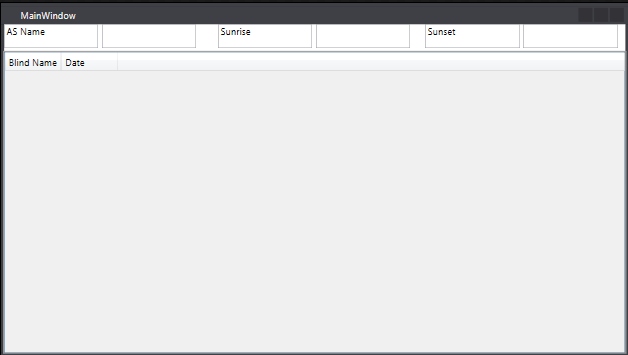 MainWindow
AS Name Sunrise Sunset
Blind Name Date